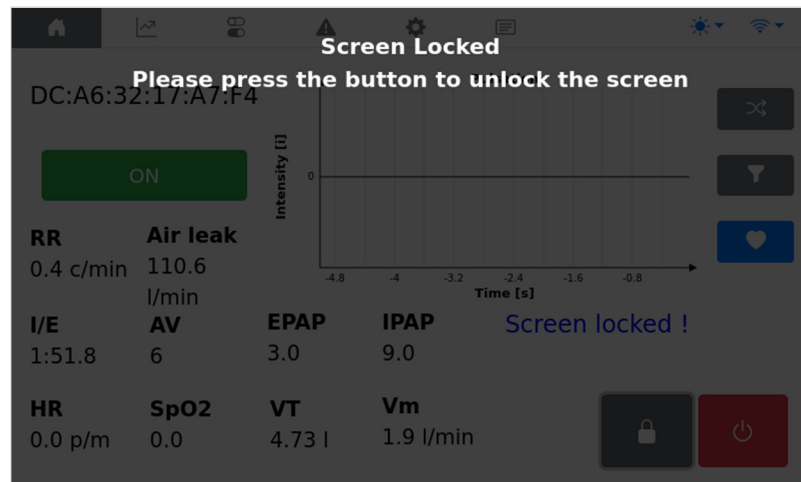 Screen Locked
Please press the button to unlock the screen
DC:A6:32:17:A7:F4
ON
Intensity [i]
0
-4.8 -4 -3.2 -2.4 -1.6 -0.8
Time [s]
RR Air leak
0.4 c/min 110.6
l/min
I/E AV EPAP IPAP Screen locked !
1:51.8 6 3.0 9.0
HR SpO2 VT Vm
0.0 p/m 0.0 4.73 l 1.9 l/min